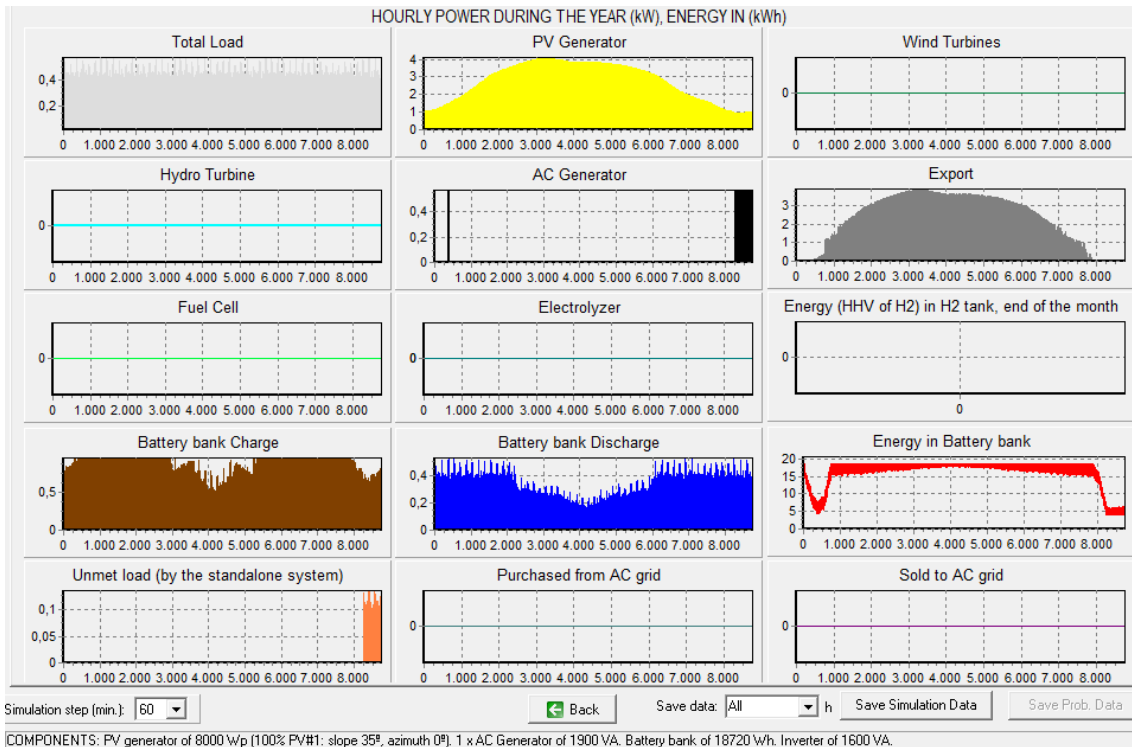 HOURLY POWER DURING THE YEAR (kW), ENERGY IN (kWh)
Total Load
0,4
0,2
0 1.000 2.000 3.000 4.000 5.000 6.000 7.000 8.000
PV Generator
4
3
2
1
0
0 1.000 2.000 3.000 4.000 5.000 6.000 7.000 8.000
Wind Turbines
0
0 1.000 2.000 3.000 4.000 5.000 6.000 7.000 8.000
Hydro Turbine
0
0 1.000 2.000 3.000 4.000 5.000 6.000 7.000 8.000
AC Generator
0,4
0,2
0
0 1.000 2.000 3.000 4.000 5.000 6.000 7.000 8.000
Export
3
2
1
0
0 1.000 2.000 3.000 4.000 5.000 6.000 7.000 8.000
Fuel Cell
0
0 1.000 2.000 3.000 4.000 5.000 6.000 7.000 8.000
Electrolyzer
0
0 1.000 2.000 3.000 4.000 5.000 6.000 7.000 8.000
Energy (HHV of H2) in H2 tank, end of the month
0
0
Battery bank Charge
0,5
0
0 1.000 2.000 3.000 4.000 5.000 6.000 7.000 8.000
Battery bank Discharge
0,4
0,2
0
0 1.000 2.000 3.000 4.000 5.000 6.000 7.000 8.000
Energy in Battery bank
20
15
10
5
0
0 1.000 2.000 3.000 4.000 5.000 6.000 7.000 8.000
Unmet load (by the standalone system)
0,1
0,05
0
0 1.000 2.000 3.000 4.000 5.000 6.000 7.000 8.000
Purchased from AC grid
0
0 1.000 2.000 3.000 4.000 5.000 6.000 7.000 8.000
Sold to AC grid
0
0 1.000 2.000 3.000 4.000 5.000 6.000 7.000 8.000
Simulation step (min.): 60 Back Save data: All h Save Simulation Data Save Prob. Data
COMPONENTS: PV generator of 8000 Wp (100% PV#1: slope 35º, azimuth 0º). 1 x AC Generator of 1900 VA. Battery bank of 18720 Wh. Inverter of 1600 VA.